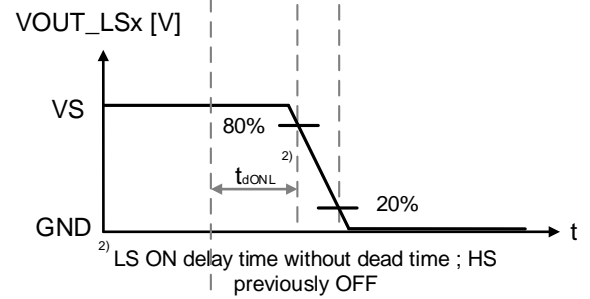 VOUT_LSx [V]
VS
80%
2)
tdONL
20%
GND
t
2) LS ON delay time without dead time ; HS
previously OFF